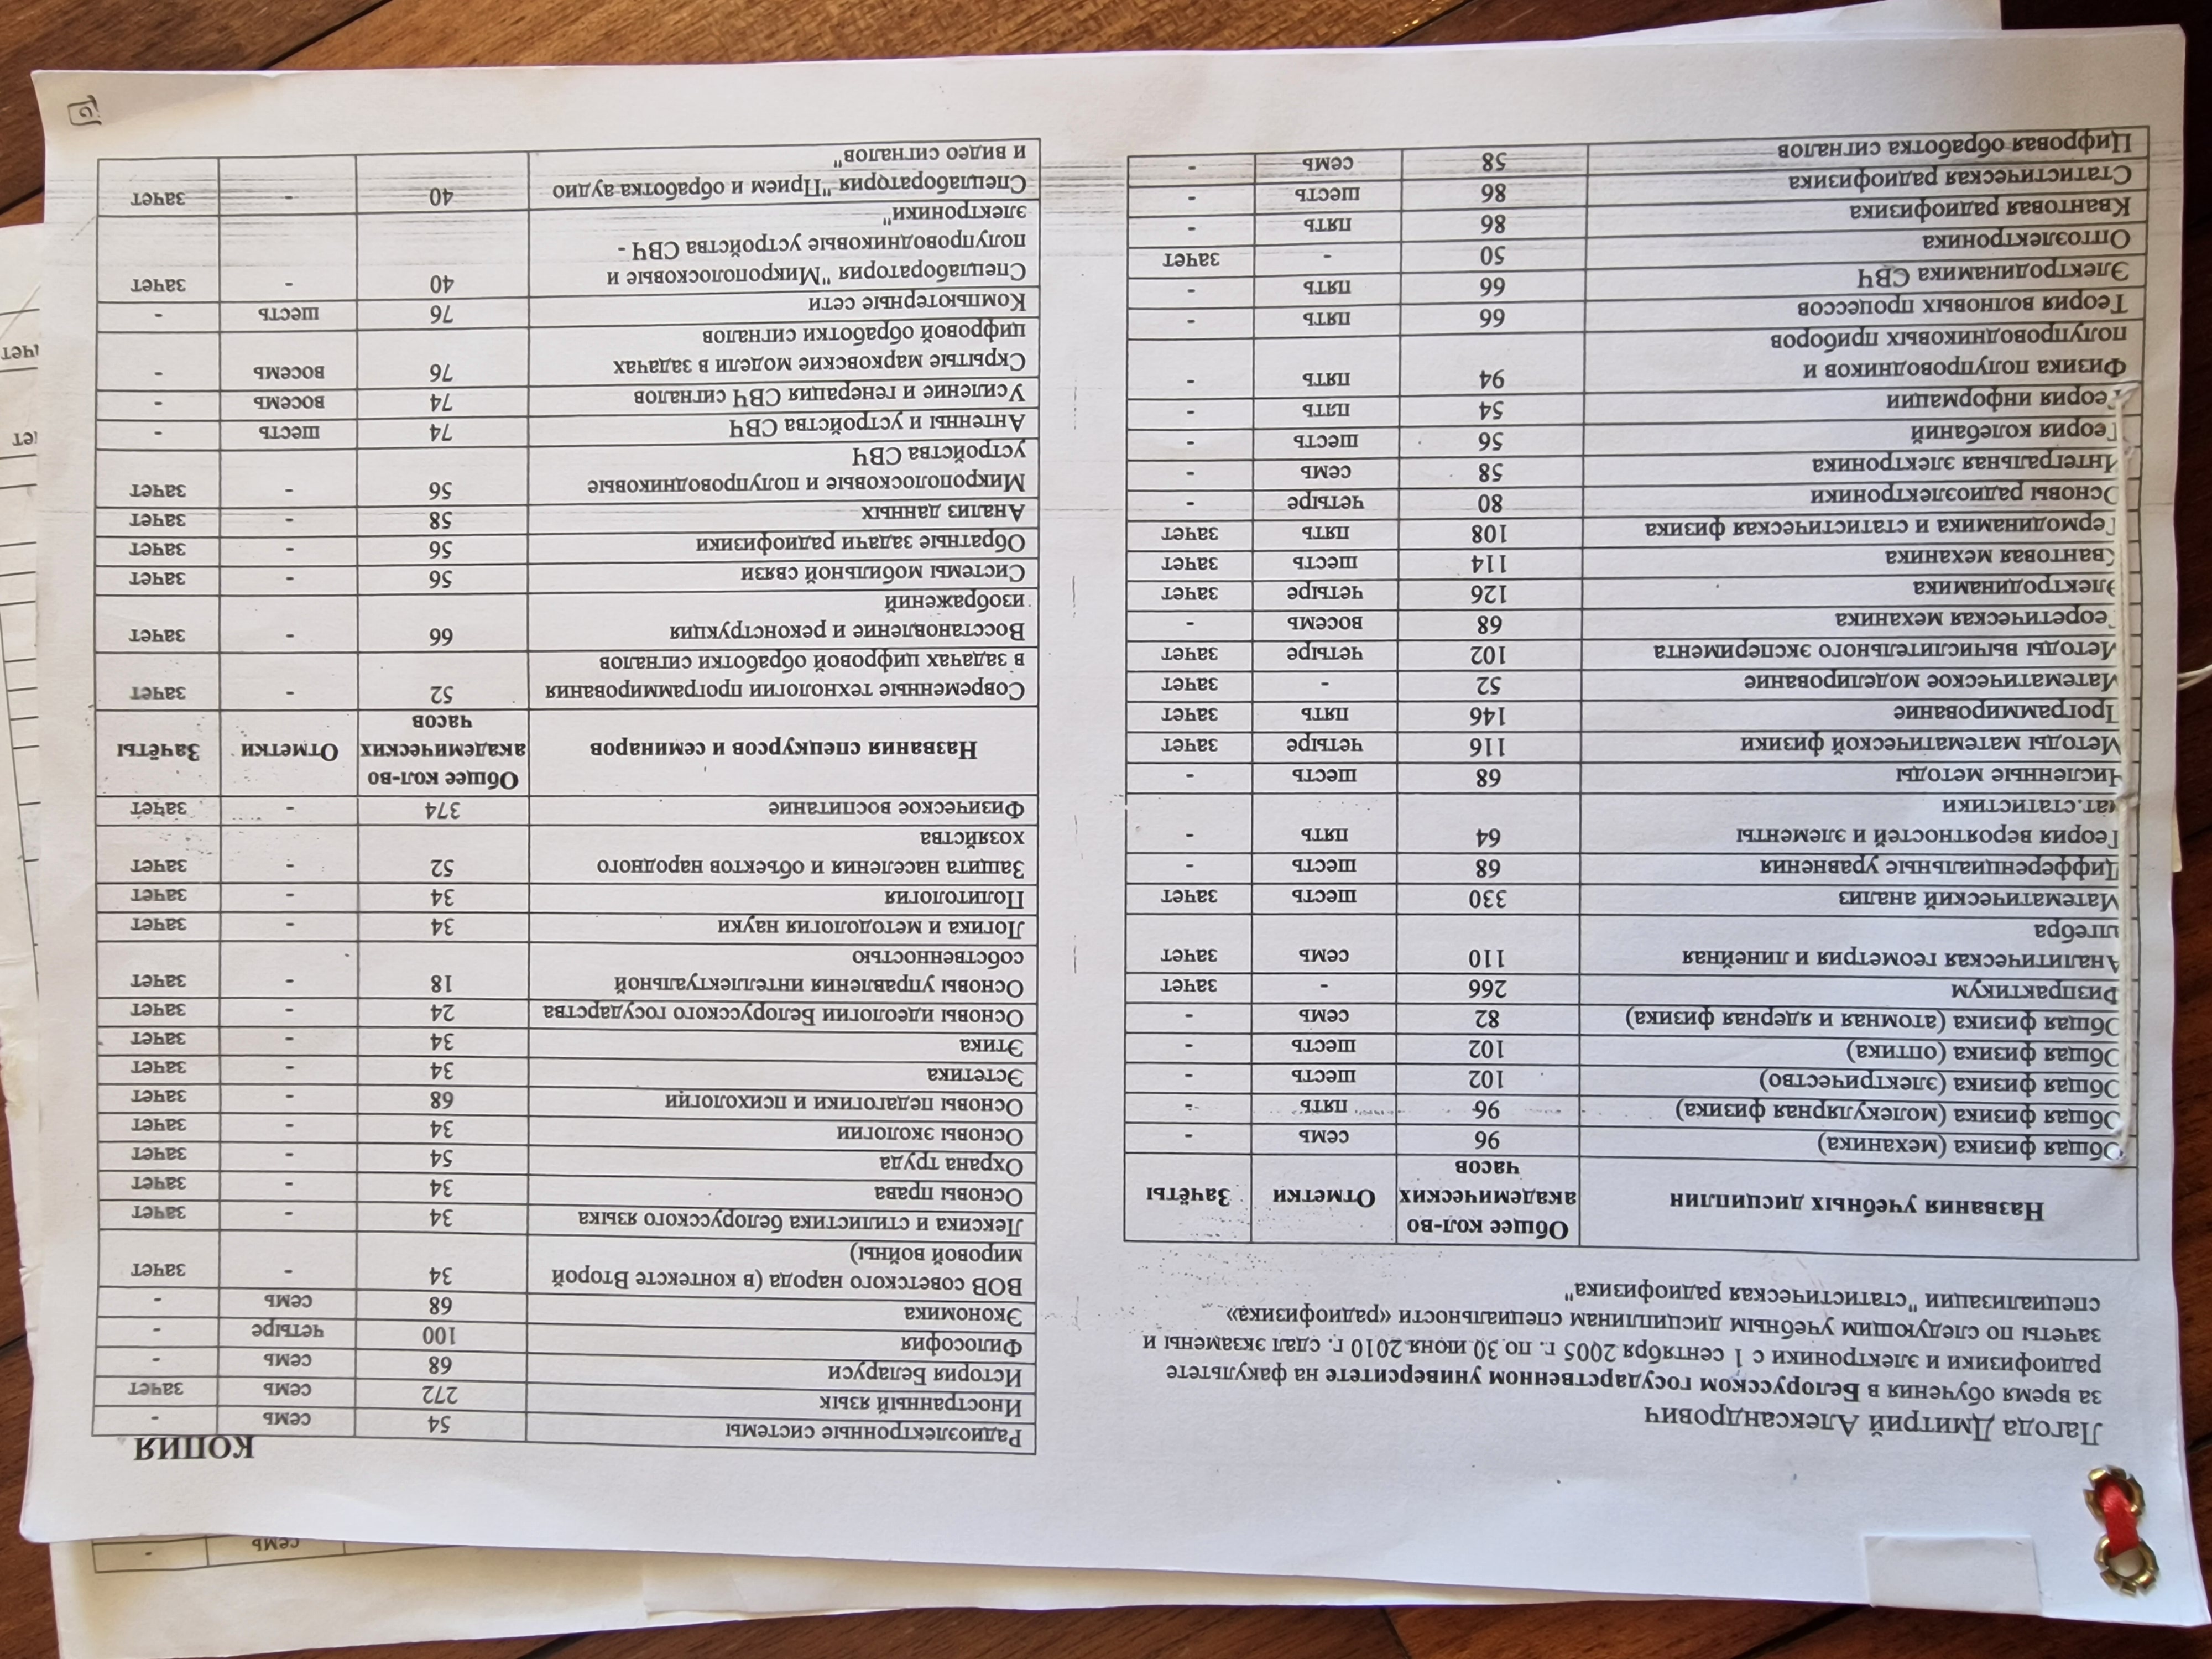 семь -
КОПИЯ
Лагода Дмитрий Александрович
за время обучения в Белорусском государственном университете на факультете
радиофизики и электроники с 1 сентября 2005 г. по 30 июня 2010 г. сдал экзамены и
зачеты по следующим учебным дисциплинам специальности «радиофизика»
специализации "статистическая радиофизика"
Названия учебных дисциплин Общее кол-во академических часов Отметки Зачёты
Общая физика (механика) 96 семь -
Общая физика (молекулярная физика) 96 пять -
Общая физика (электричество) 102 шесть -
Общая физика (оптика) 102 шесть -
Общая физика (атомная и ядерная физика) 82 семь -
Физпрактикум 266 - зачет
Аналитическая геометрия и линейная 110 семь зачет
алгебра
Математический анализ 330 шесть зачет
Дифференциальные уравнения 68 шесть -
Теория вероятностей и элементы 64 пять -
мат.статистики
Численные методы 68 шесть -
Методы математической физики 116 четыре зачет
Программирование 146 пять зачет
Математическое моделирование 52 - зачет
Методы вычислительного эксперимента 102 четыре зачет
Теоретическая механика 68 восемь -
Электродинамика 126 четыре зачет
Квантовая механика 114 шесть зачет
Термодинамика и статистическая физика 108 пять зачет
Основы радиоэлектроники 80 четыре -
Интегральная электроника 58 семь -
Теория колебаний 56 шесть -
Теория информации 54 пять -
Физика полупроводников и 94 пять -
полупроводниковых приборов
Теория волновых процессов 66 пять -
Электродинамика СВЧ 66 пять -
Оптоэлектроника 50 - зачет
Квантовая радиофизика 86 пять -
Статистическая радиофизика 86 шесть -
Цифровая обработка сигналов 58 семь -
Радиоэлектронные системы 54 семь -
Иностранный язык 272 семь зачет
История Беларуси 68 семь -
Философия 100 четыре -
Экономика 68 семь -
ВОВ советского народа (в контексте Второй 34 - зачет
мировой войны)
Лексика и стилистика белорусского языка 34 - зачет
Основы права 34 - зачет
Охрана труда 54 - зачет
Основы экологии 34 - зачет
Основы педагогики и психологии 68 - зачет
Эстетика 34 - зачет
Этика 34 - зачет
Основы идеологии Белорусского государства 24 - зачет
Основы управления интеллектуальной 18 - зачет
собственностью
Логика и методология науки 34 - зачет
Политология 34 - зачет
Защита населения и объектов народного 52 - зачет
хозяйства
Физическое воспитание 374 - зачет
Названия спецкурсов и семинаров Общее кол-во академических часов Отметки Зачёты
Современные технологии программирования 52 - зачет
в задачах цифровой обработки сигналов
Восстановление и реконструкция 66 - зачет
изображений
Системы мобильной связи 56 - зачет
Обратные задачи радиофизики 56 - зачет
Анализ данных 58 - зачет
Микрополосковые и полупроводниковые 56 - зачет
устройства СВЧ
Антенны и устройства СВЧ 74 шесть -
Усиление и генерация СВЧ сигналов 74 восемь -
Скрытые марковские модели в задачах 76 восемь -
цифровой обработки сигналов
Компьютерные сети 76 шесть -
Спецлаборатория "Микрополосковые и 40 - зачет
полупроводниковые устройства СВЧ -
электроники"
Спецлаборатория "Прием и обработка аудио 40 - зачет
и видео сигналов"